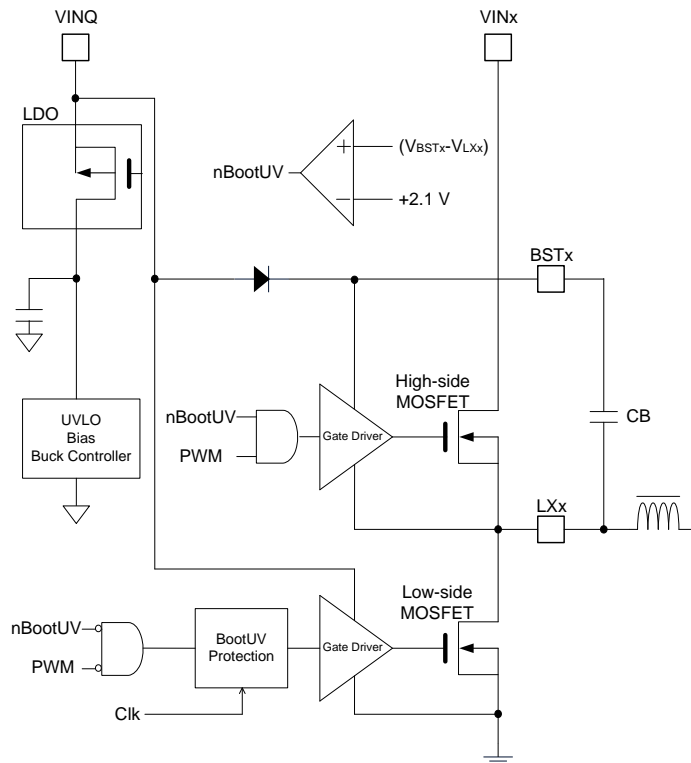 VINQ
VINx
LDO
nBootUV
+
(VBSTx-VLXx)
−
+2.1 V
BSTx
UVLO
Bias
Buck Controller
nBootUV
PWM
Gate Driver
High-side
MOSFET
CB
LXx
nBootUV
PWM
BootUV
Protection
Gate Driver
Low-side
MOSFET
Clk